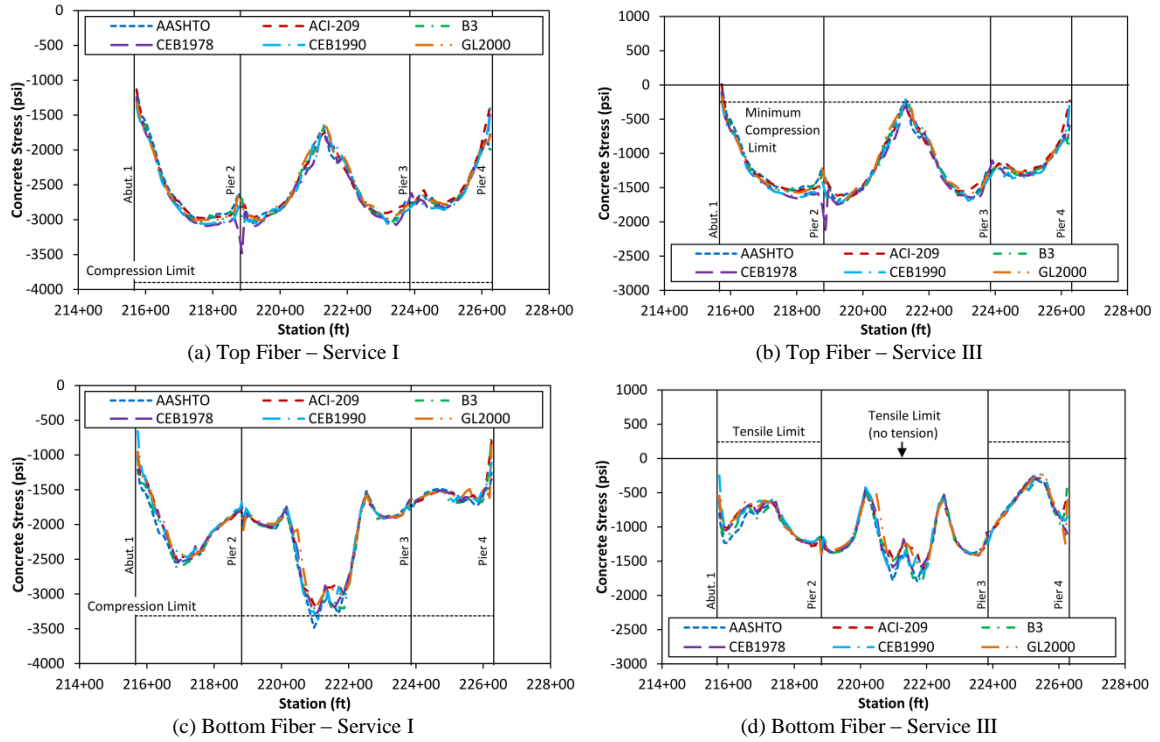 AASHTO ACI-209 B3
CEB1978 CEB1990 GL2000
0
-500
-1000
-1500
-2000
-2500
-3000
-3500
-4000
Concrete Stress (psi)
Abut. 1
Pier 2
Pier 3
Pier 4
Compression Limit
214+00 216+00 218+00 220+00 222+00 224+00 226+00 228+00
Station (ft)
(a) Top Fiber – Service I
1000
500
0
-500
-1000
-1500
-2000
-2500
-3000
Concrete Stress (psi)
Minimum
Compression
Limit
Abut. 1
Pier 2
Pier 3
Pier 4
AASHTO ACI-209 B3
CEB1978 CEB1990 GL2000
214+00 216+00 218+00 220+00 222+00 224+00 226+00 228+00
Station (ft)
(b) Top Fiber – Service III
AASHTO ACI-209 B3
CEB1978 CEB1990 GL2000
0
-500
-1000
-1500
-2000
-2500
-3000
-3500
-4000
Concrete Stress (psi)
Abut. 1
Pier 2
Pier 3
Pier 4
Compression Limit
214+00 216+00 218+00 220+00 222+00 224+00 226+00 228+00
Station (ft)
(c) Bottom Fiber – Service I
1000
500
0
-500
-1000
-1500
-2000
-2500
-3000
Concrete Stress (psi)
Tensile Limit
Tensile Limit
(no tension)
Abut. 1
Pier 2
Pier 3
Pier 4
AASHTO ACI-209 B3
CEB1978 CEB1990 GL2000
214+00 216+00 218+00 220+00 222+00 224+00 226+00 228+00
Station (ft)
(d) Bottom Fiber – Service III